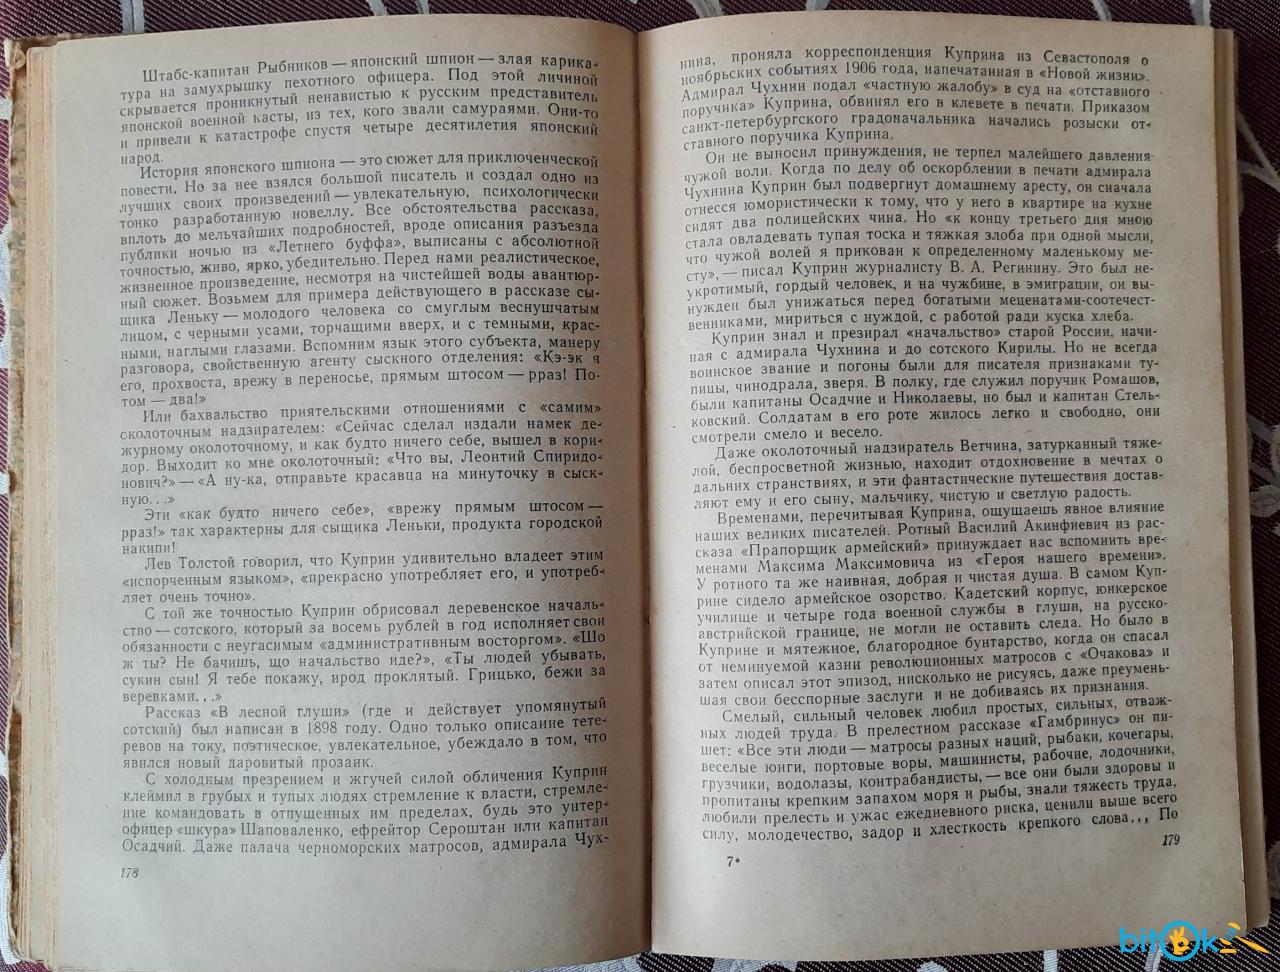 Штабс-капитан Рыбников — японский шпион — злая карика-
тура на замухрышку пехотного офицера. Под этой личиной
скрывается проникнутый ненавистью к русским представитель
японской военной касты, из тех, кого звали самураями. Они-то
и привели к катастрофе спустя четыре десятилетия японский
народ.
История японского шпиона — это сюжет для приключенческой
повести. Но за нее взялся большой писатель и создал одно из
лучших своих произведений — увлекательную, психологически
тонко разработанную новеллу. Все обстоятельства рассказа,
вплоть до мельчайших подробностей, вроде описания разъезда
публики ночью из «Летнего буффа», выписаны с абсолютной
точностью, живо, ярко, убедительно. Перед нами реалистическое,
жизненное произведение, несмотря на чистейшей воды авантюр-
ный сюжет. Возьмем для примера действующего в рассказе сы-
щика Леньку — молодого человека со смуглым веснушчатым
лицом, с черными усами, торчащими вверх, и с темными, крас-
ными, наглыми глазами. Вспомним язык этого субъекта, манеру
разговора, свойственную агенту сыскного отделения: «Кэ-эк я
его, прохвоста, врежу в переносье, прямым штосом — рраз! По-
том — два!»
Или бахвальство приятельскими отношениями с «самим»
околоточным надзирателем: «Сейчас сделал издали намек де-
журному околоточному, и как будто ничего себе, вышел в кори-
дор. Выходит ко мне околоточный: «Что вы, Леонтий Спиридо-
нович?» — «А ну-ка, отправьте красавца на минуточку в сыск-
ную...»
Эти «как будто ничего себе», «врежу прямым штосом —
рраз!» так характерны для сыщика Леньки, продукта городской
накипи!
Лев Толстой говорил, что Куприн удивительно владеет этим
«испорченным языком», «прекрасно употребляет его, и употреб-
ляет очень точно».
С той же точностью Куприн обрисовал деревенское началь-
ство — сотского, который за восемь рублей в год исполняет свои
обязанности с неугасимым «административным восторгом». «Шо
ж ты? Не бачишь, що начальство иде?», «Ты людей убывать,
сукин сын! Я тебе покажу, ирод проклятый. Грицько, бежи за
веревками...»
Рассказ «В лесной глуши» (где и действует упомянутый
сотский) был написан в 1898 году. Одно только описание тете-
ревов на току, поэтическое, увлекательное, убеждало в том, что
явился новый даровитый прозаик.
С холодным презрением и жгучей силой обличения Куприн
клеймил в грубых и тупых людях стремление к власти, стремле-
ние командовать в отпущенных им пределах, будь это унтер-
офицер «шкура» Шаповаленко, ефрейтор Сероштан или капитан
Осадчий. Даже палача черноморских матросов, адмирала Чух-
178
нина, проняла корреспонденция Куприна из Севастополя о
ноябрьских событиях 1906 года, напечатанная в «Новой жизни».
Адмирал Чухнин подал «частную жалобу» в суд на «отставного
поручика» Куприна, обвинял его в клевете в печати. Приказом
санкт-петербургского градоначальника начались розыски от-
ставного поручика Куприна.
Он не выносил принуждения, не терпел малейшего давления
чужой воли. Когда по делу об оскорблении в печати адмирала
Чухнина Куприн был подвергнут домашнему аресту, он сначала
отнесся юмористически к тому, что у него в квартире на кухне
сидят два полицейских чина. Но «к концу третьего дня мною
стала овладевать тупая тоска и тяжкая злоба при одной мысли,
что чужой волей я прикован к определенному маленькому ме-
сту», — писал Куприн журналисту В. А. Регинину. Это был не-
укротимый, гордый человек, и на чужбине, в эмиграции, он вы-
нужден был унижаться перед богатыми меценатами-соотечест-
венниками, мириться с нуждой, с работой ради куска хлеба.
Куприн знал и презирал «начальство» старой России, начи-
ная с адмирала Чухнина и до сотского Кирилы. Но не всегда
воинское звание и погоны были для писателя признаками ту-
пицы, чинодрала, зверя. В полку, где служил поручик Ромашов,
были капитаны Осадчие и Николаевы, но был и капитан Стель-
ковский. Солдатам в его роте жилось легко и свободно, они
смотрели смело и весело.
Даже околоточный надзиратель Ветчина, затурканный тяже-
лой, беспросветной жизнью, находит отдохновение в мечтах о
дальних странствиях, и эти фантастические путешествия достав-
ляют ему и его сыну, мальчику, чистую и светлую радость.
Временами, перечитывая Куприна, ощущаешь явное влияние
наших великих писателей. Ротный Василий Акинфиевич из рас-
сказа «Прапорщик армейский» принуждает нас вспомнить вре-
менами Максима Максимовича из «Героя нашего времени».
У ротного та же наивная, добрая и чистая душа. В самом Куп-
рине сидело армейское озорство. Кадетский корпус, юнкерское
училище и четыре года военной службы в глуши, на русско-
австрийской границе, не могли не оставить следа. Но было в
Куприне и мятежное, благородное бунтарство, когда он спасал
от неминуемой казни революционных матросов с «Очакова» и
затем описал этот эпизод, нисколько не рисуясь, даже преумень-
шая свои бесспорные заслуги и не добиваясь их признания.
Смелый, сильный человек любил простых, сильных, отваж-
ных людей труда. В прелестном рассказе «Гамбринус» он пи-
шет: «Все эти люди — матросы разных наций, рыбаки, кочегары,
веселые юнги, портовые воры, машинисты, рабочие, лодочники,
грузчики, водолазы, контрабандисты, — все они были здоровы и
пропитаны крепким запахом моря и рыбы, знали тяжесть труда,
любили прелесть и ужас ежедневного риска, ценили выше всего
силу, молодечество, задор и хлесткость крепкого слова... По
7*
179
bitOk